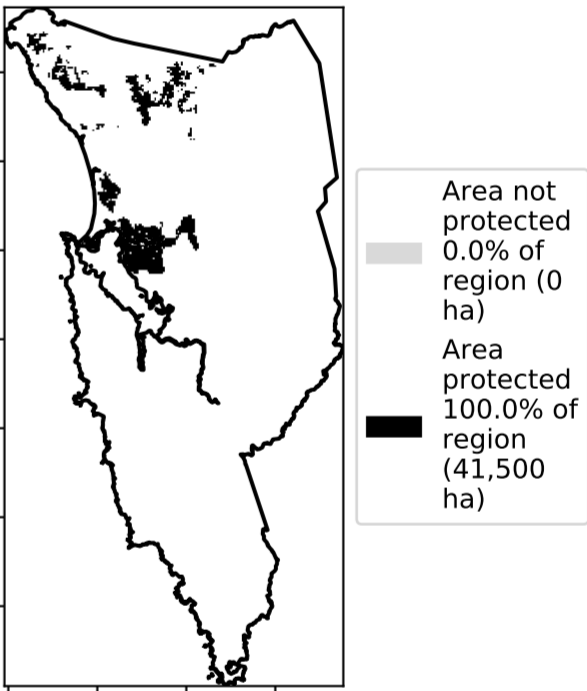 Area not
protected
0.0% of
region (0
ha)
Area
protected
100.0% of
region
(41,500
ha)